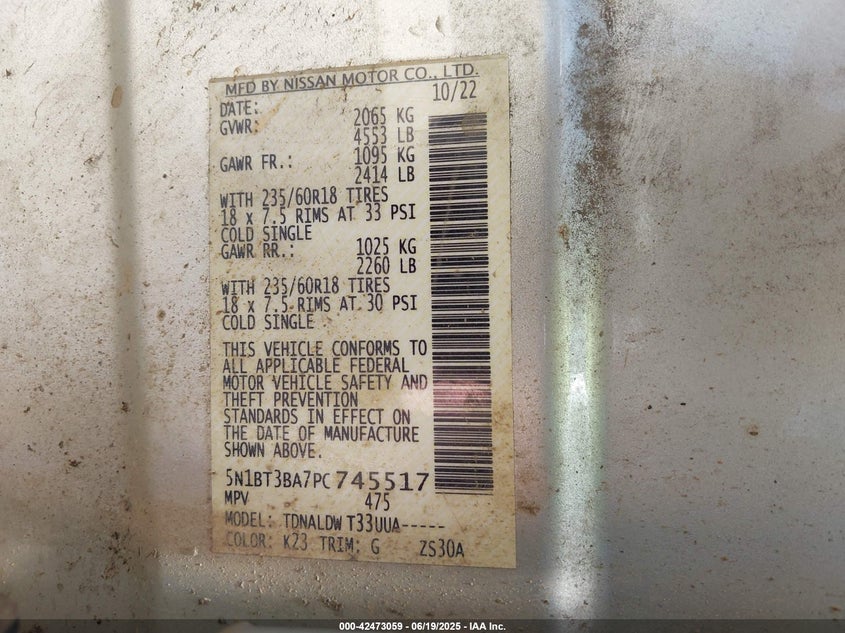 MFD BY NISSAN MOTOR CO., LTD.
DATE: 10/22
GVWR: 2065 KG
4553 LB
GAWR FR.: 1095 KG
2414 LB
WITH 235/60R18 TIRES
18 x 7.5 RIMS AT 33 PSI
COLD SINGLE
GAWR RR.: 1025 KG
2260 LB
WITH 235/60R18 TIRES
18 x 7.5 RIMS AT 30 PSI
COLD SINGLE
THIS VEHICLE CONFORMS TO
ALL APPLICABLE FEDERAL
MOTOR VEHICLE SAFETY AND
THEFT PREVENTION
STANDARDS IN EFFECT ON
THE DATE OF MANUFACTURE
SHOWN ABOVE.
5N1BT3BA7PC745517
MPV 475
MODEL: TDNALDW T33UUA-----
COLOR: K23 TRIM: G ZS30A
000-42473059 - 06/19/2025 - IAA Inc.